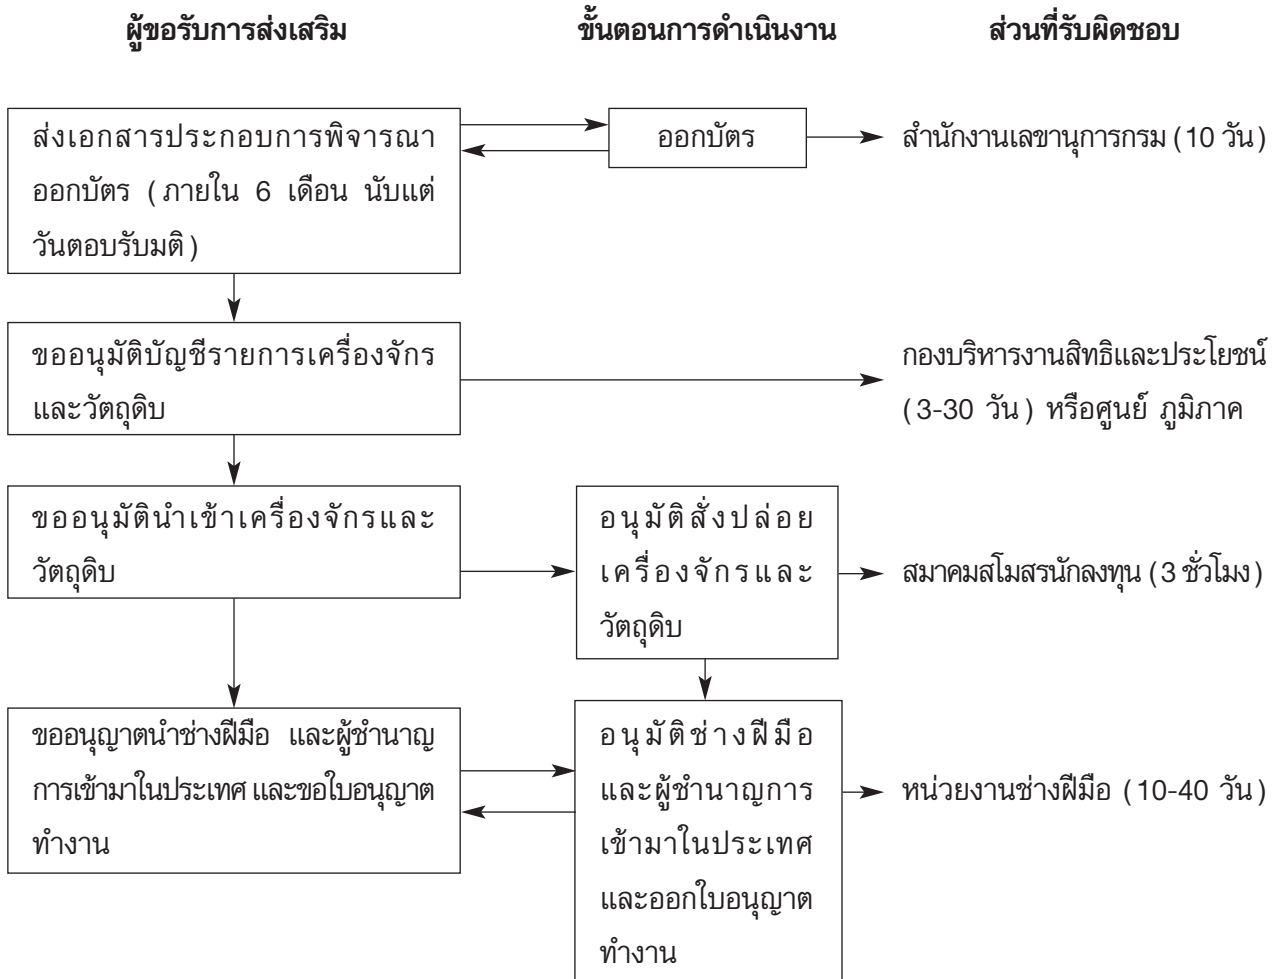 ผู้ขอรับการส่งเสริม
ขั้นตอนการดำเนินงาน
ส่วนที่รับผิดชอบ
ส่งเอกสารประกอบการพิจารณา
ออกบัตร (ภายใน 6 เดือน นับแต่
วันตอบรับมติ)
ออกบัตร
สำนักงานเลขานุการกรม (10 วัน)
ขออนุมัติบัญชีรายการเครื่องจักร
และวัตถุดิบ
กองบริหารงานสิทธิและประโยชน์
(3-30 วัน) หรือศูนย์ ภูมิภาค
ขออนุมัตินำเข้าเครื่องจักรและ
วัตถุดิบ
อนุมัติสั่งปล่อย
เครื่องจักรและ
วัตถุดิบ
สมาคมสโมสรนักลงทุน (3 ชั่วโมง)
ขออนุญาตนำช่างฝีมือ และผู้ชำนาญ
การเข้ามาในประเทศ และขอใบอนุญาต
ทำงาน
อนุมัติช่างฝีมือ
และผู้ชำนาญการ
เข้ามาในประเทศ
และออกใบอนุญาต
ทำงาน
หน่วยงานช่างฝีมือ (10-40 วัน)